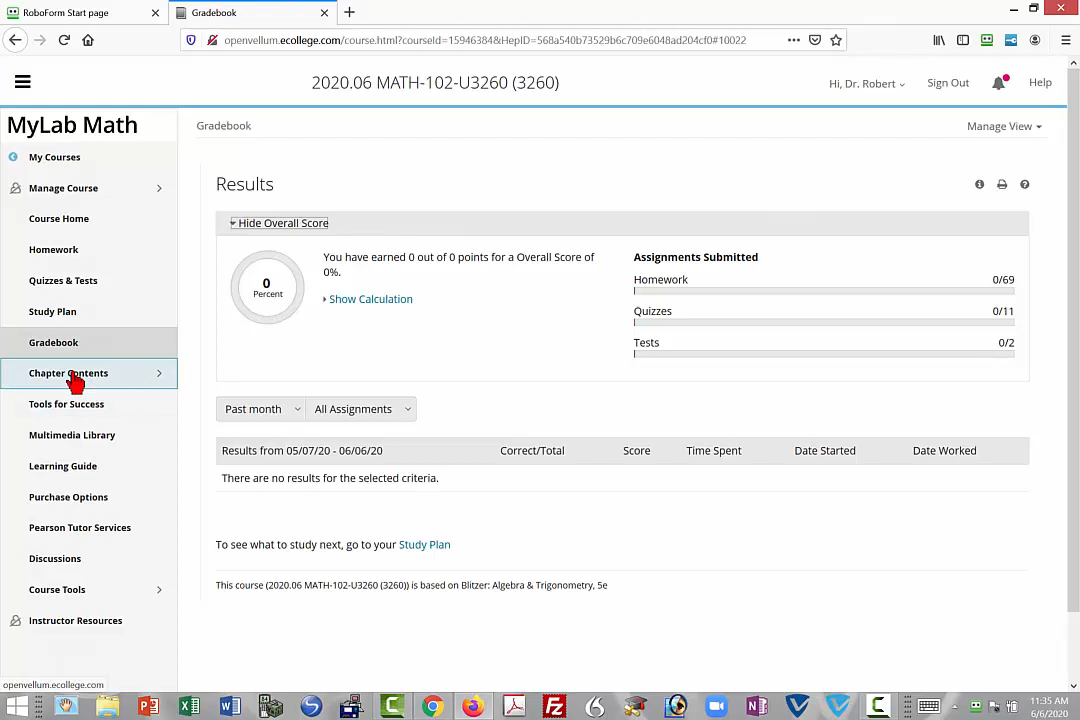 RoboForm Start page
Gradebook
openvellum.ecollege.com/course.html?courseId=15946384&HepID=568a540b73529b6c709e6048ad204cf0#10022
2020.06 MATH-102-U3260 (3260)
Hi, Dr. Robert
Sign Out
Help
MyLab Math
Gradebook
Manage View
My Courses
Manage Course
Course Home
Homework
Quizzes & Tests
Study Plan
Gradebook
Chapter Contents
Tools for Success
Multimedia Library
Learning Guide
Purchase Options
Pearson Tutor Services
Discussions
Course Tools
Instructor Resources
Results
Hide Overall Score
0
Percent
You have earned 0 out of 0 points for a Overall Score of
0%.
Show Calculation
Assignments Submitted
Homework 0/69
Quizzes 0/11
Tests 0/2
Past month
All Assignments
Results from 05/07/20 - 06/06/20 Correct/Total Score Time Spent Date Started Date Worked
There are no results for the selected criteria.
To see what to study next, go to your Study Plan
This course (2020.06 MATH-102-U3260 (3260)) is based on Blitzer: Algebra & Trigonometry, 5e
openvellum.ecollege.com
11:35 AM
6/6/2020